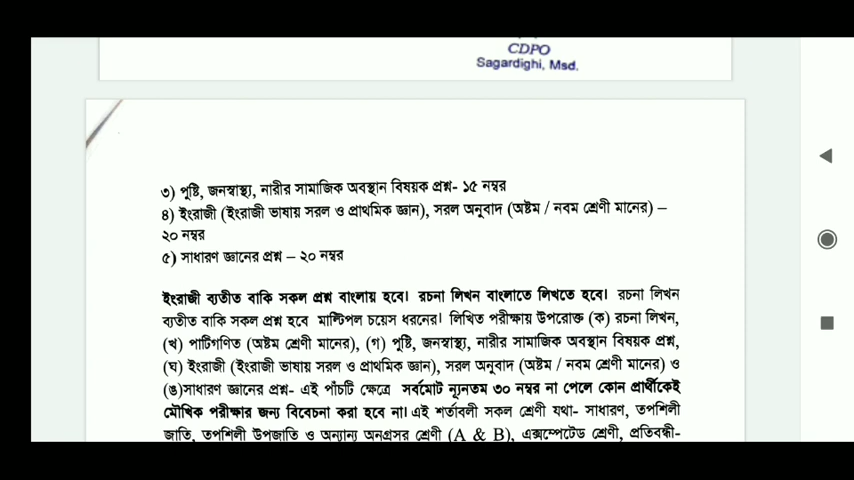 CDPO
Sagardighi, Msd.
৩) পুষ্টি, জনস্বাস্থ্য, নারীর সামাজিক অবস্থান বিষয়ক প্রশ্ন- ১৫ নম্বর
৪) ইংরাজী (ইংরাজী ভাষায় সরল ও প্রাথমিক জ্ঞান), সরল অনুবাদ (অষ্টম / নবম শ্রেণী মানের) –
২০ নম্বর
৫) সাধারণ জ্ঞানের প্রশ্ন – ২০ নম্বর
ইংরাজী ব্যতীত বাকি সকল প্রশ্ন বাংলায় হবে। রচনা লিখন বাংলাতে লিখতে হবে। রচনা লিখন
ব্যতীত বাকি সকল প্রশ্ন হবে মাল্টিপল চয়েস ধরনের। লিখিত পরীক্ষায় উপরোক্ত (ক) রচনা লিখন,
(খ) পাটিগণিত (অষ্টম শ্রেণী মানের), (গ) পুষ্টি, জনস্বাস্থ্য, নারীর সামাজিক অবস্থান বিষয়ক প্রশ্ন,
(ঘ) ইংরাজী (ইংরাজী ভাষায় সরল ও প্রাথমিক জ্ঞান), সরল অনুবাদ (অষ্টম / নবম শ্রেণী মানের) ও
(ঙ)সাধারণ জ্ঞানের প্রশ্ন- এই পাঁচটি ক্ষেত্রে সর্বমোট ন্যূনতম ৩০ নম্বর না পেলে কোন প্রার্থীকেই
মৌখিক পরীক্ষার জন্য বিবেচনা করা হবে না। এই শর্তাবলী সকল শ্রেণী যথা- সাধারণ, তপশিলী
জাতি, তপশিলী উপজাতি ও অন্যান্য অনগ্রসর শ্রেণী (A & B), এক্সম্পেটেড শ্রেণী, প্রতিবন্ধী-